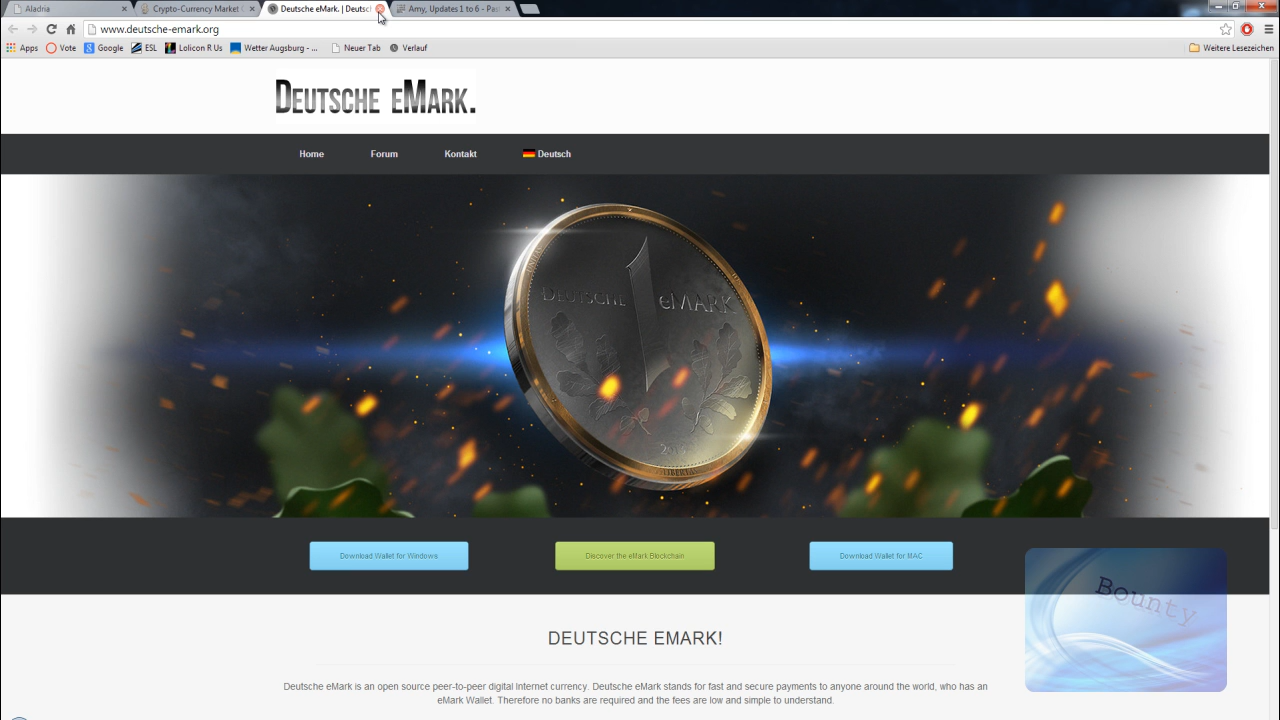 Aladria
Crypto-Currency Market C
Deutsche eMark. | Deutsc
Amy, Updates 1 to 6 - Pas
www.deutsche-emark.org
Apps
Vote
Google
ESL
Lolicon R Us
Wetter Augsburg - ...
Neuer Tab
Verlauf
Weitere Lesezeichen
DEUTSCHE EMARK.
Home
Forum
Kontakt
Deutsch
DEUTSCHE 1 eMARK
Download Wallet for Windows
Discover the eMark Blockchain
Download Wallet for MAC
Bounty
DEUTSCHE EMARK!
Deutsche eMark is an open source peer-to-peer digital Internet currency. Deutsche eMark stands for fast and secure payments to anyone around the world, who has an
eMark Wallet. Therefore no banks are required and the fees are low and simple to understand.